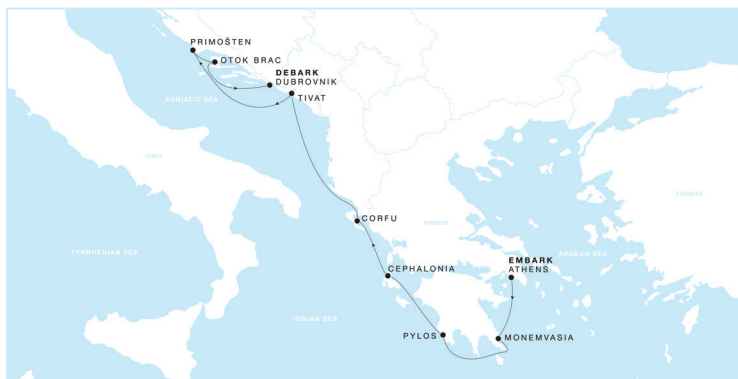 PRIMOŠTEN
OTOK BRAC
DEBARK
DUBROVNIK
TIVAT
ADRIATIC SEA
ITALY
CORFU
GREECE
TYRRHENIAN SEA
CEPHALONIA
EMBARK
ATHENS
AEGEAN SEA
IONIAN SEA
PYLOS
MONEMVASIA